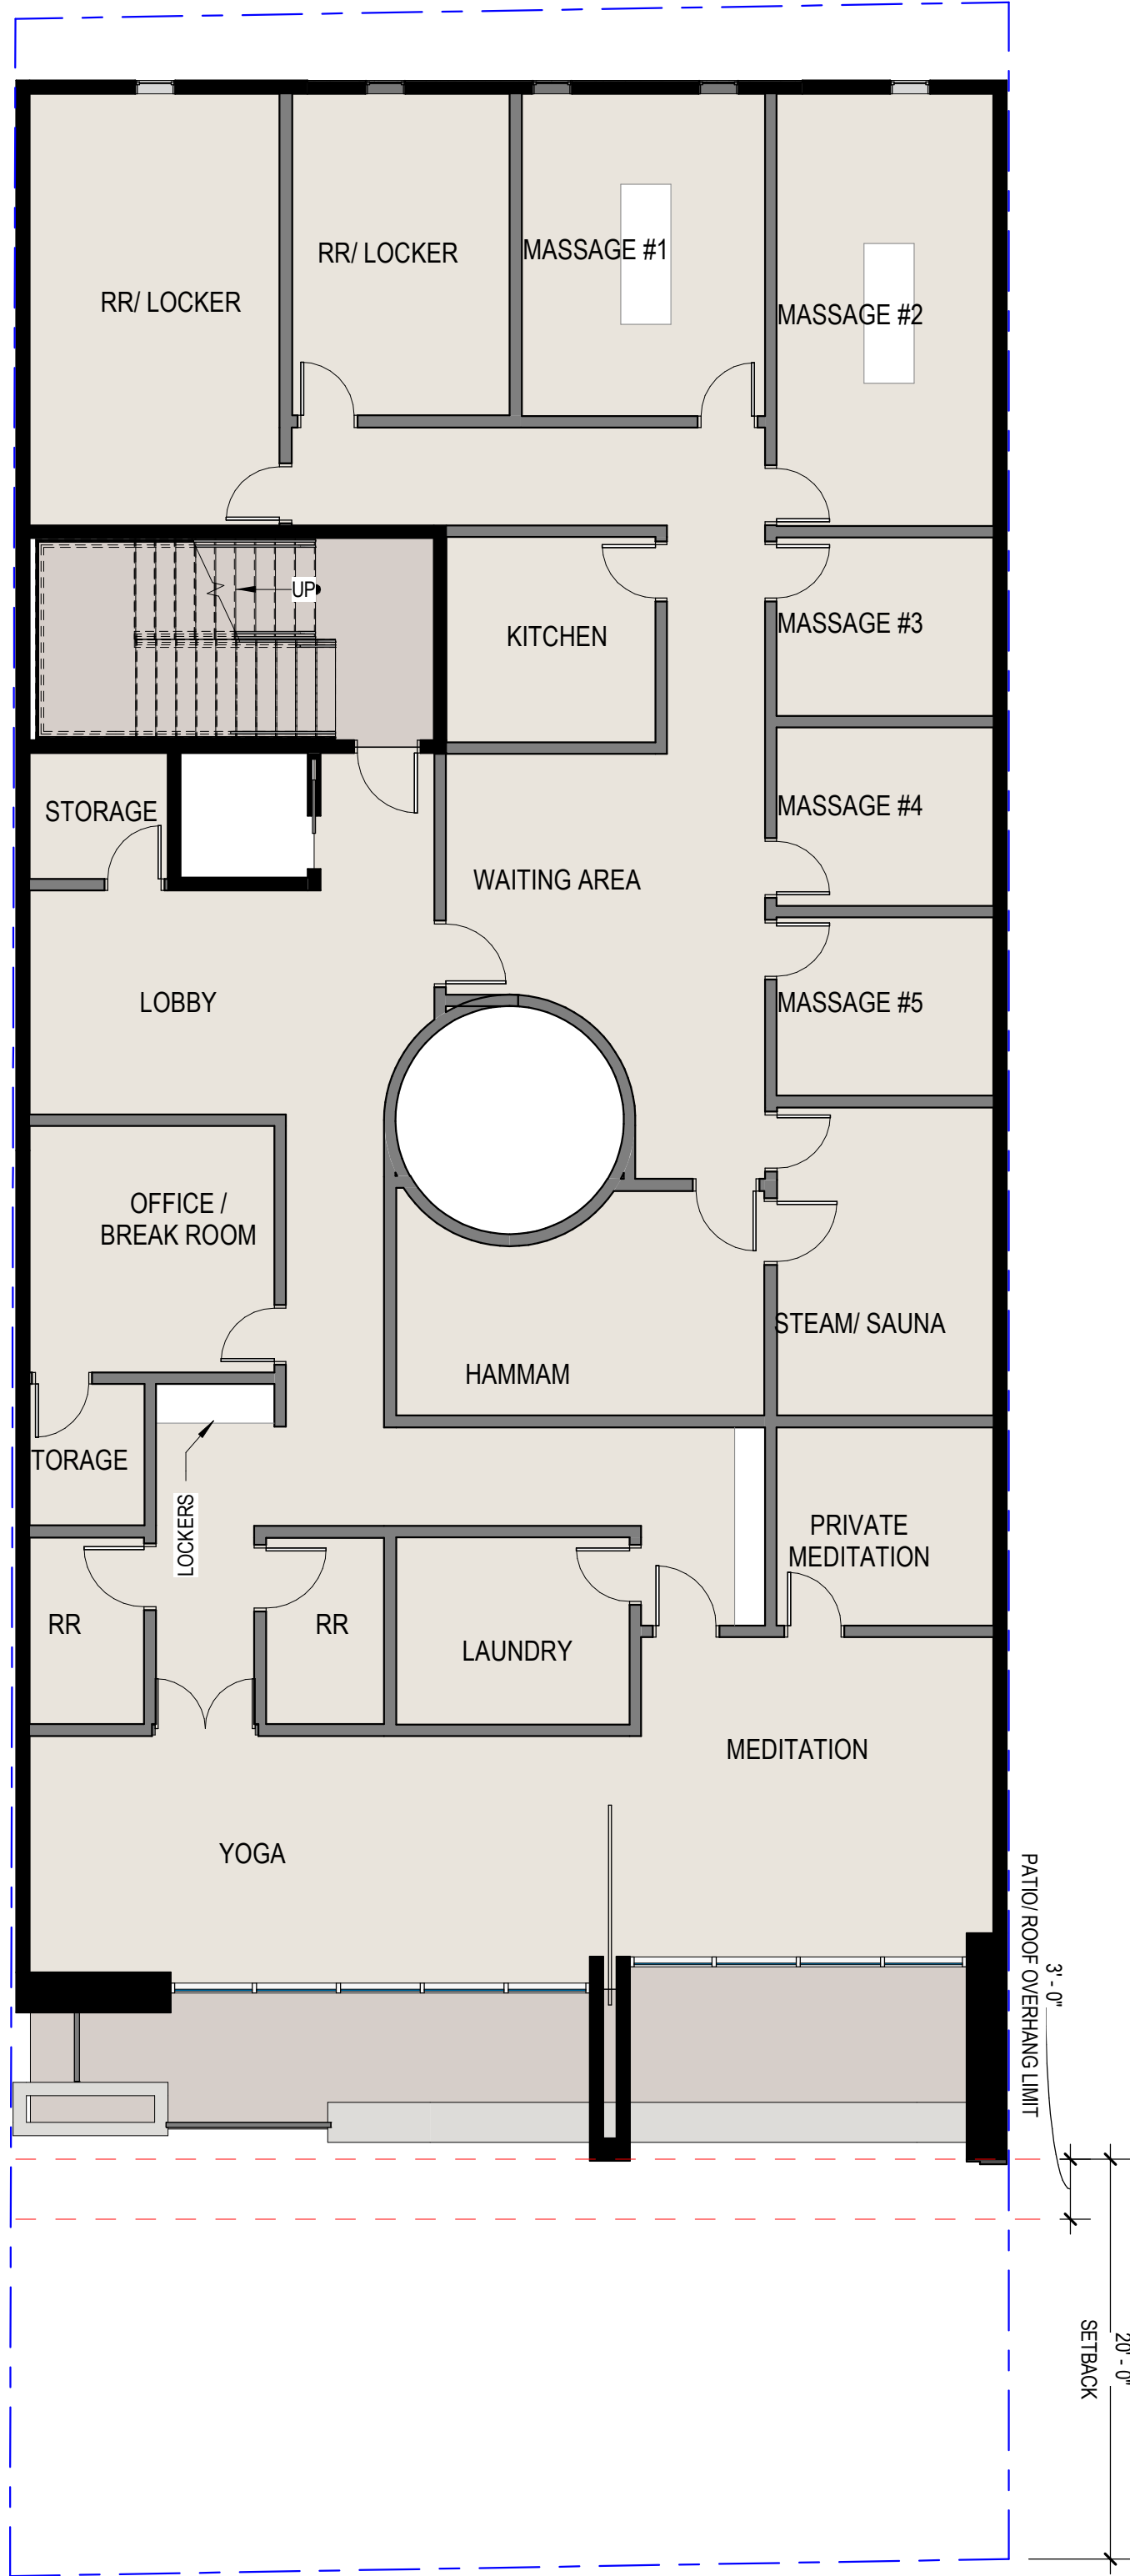 RR/ LOCKER
MASSAGE #1
RR/ LOCKER
MASSAGE #2
UP
KITCHEN
MASSAGE #3
STORAGE
MASSAGE #4
WAITING AREA
LOBBY
MASSAGE #5
OFFICE /
BREAK ROOM
STEAM/ SAUNA
HAMMAM
TORAGE
LOCKERS
PRIVATE
MEDITATION
RR
RR
LAUNDRY
MEDITATION
YOGA
3' - 0"
PATIO/ ROOF OVERHANG LIMIT
20' - 0"
SETBACK